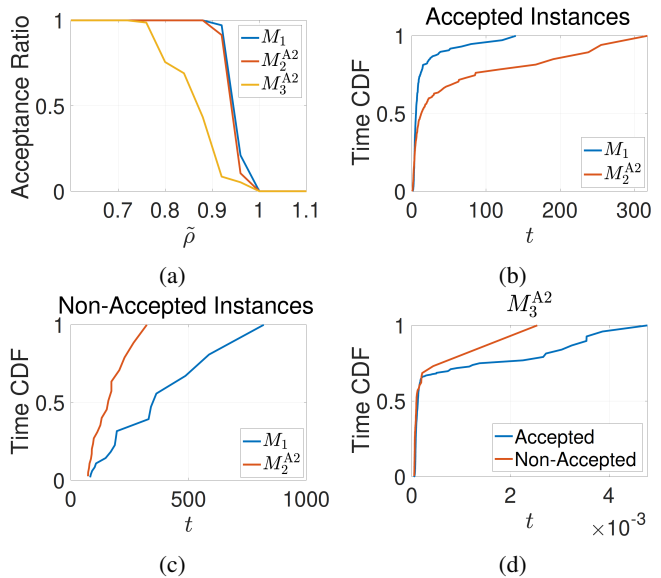 1
0.5
0
Acceptance Ratio
M₁
M₂ᴬ²
M₃ᴬ²
0.7 0.8 0.9 1 1.1
ρ̃
(a)
Accepted Instances
1
0.5
0
Time CDF
M₁
M₂ᴬ²
0 100 200 300
t
(b)
Non-Accepted Instances
1
0.5
0
Time CDF
M₁
M₂ᴬ²
0 500 1000
t
(c)
M₃ᴬ²
1
0.5
0
Time CDF
Accepted
Non-Accepted
0 2 4
t
×10⁻³
(d)